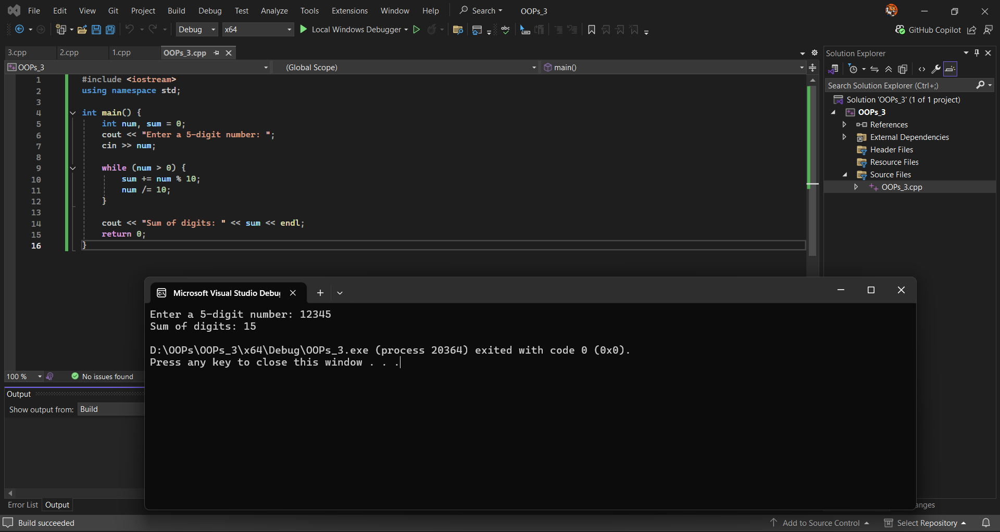 File Edit View Git Project Build Debug Test Analyze Tools Extensions Window Help Search OOPs_3
Debug x64 Local Windows Debugger abc GitHub Copilot
3.cpp 2.cpp 1.cpp OOPs_3.cpp
OOPs_3 (Global Scope) main()
1 #include <iostream>
2 using namespace std;
3
4 int main() {
5 int num, sum = 0;
6 cout << "Enter a 5-digit number: ";
7 cin >> num;
8
9 while (num > 0) {
10 sum += num % 10;
11 num /= 10;
12 }
13
14 cout << "Sum of digits: " << sum << endl;
15 return 0;
16 }
Solution Explorer
Search Solution Explorer (Ctrl+;)
Solution 'OOPs_3' (1 of 1 project)
OOPs_3
References
External Dependencies
Header Files
Resource Files
Source Files
OOPs_3.cpp
Microsoft Visual Studio Debu
Enter a 5-digit number: 12345
Sum of digits: 15
D:\OOPs\OOPs_3\x64\Debug\OOPs_3.exe (process 20364) exited with code 0 (0x0).
Press any key to close this window . . .
100 % No issues found
Output
Show output from: Build
Error List Output
anges
Build succeeded Add to Source Control Select Repository